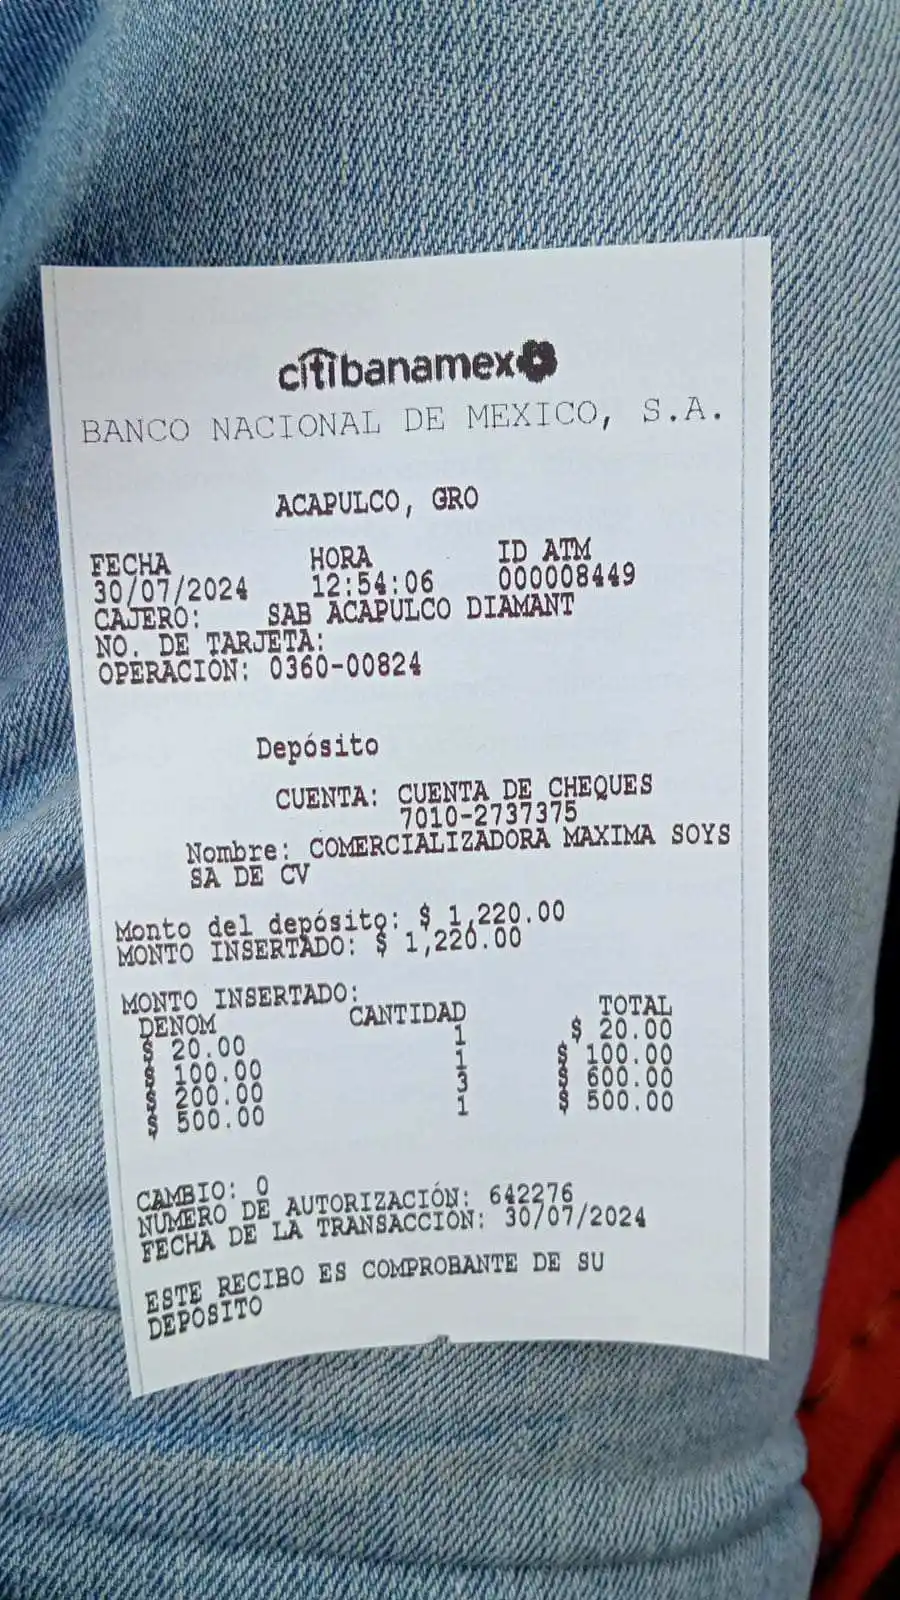 citibanamex
BANCO NACIONAL DE MEXICO, S.A.
ACAPULCO, GRO
FECHA HORA ID ATM
30/07/2024 12:54:06 000008449
CAJERO: SAB ACAPULCO DIAMANT
NO. DE TARJETA:
OPERACIÓN: 0360-00824
Depósito
CUENTA: CUENTA DE CHEQUES
7010-2737375
Nombre: COMERCIALIZADORA MAXIMA SOYS
SA DE CV
Monto del depósito: $ 1,220.00
MONTO INSERTADO: $ 1,220.00
MONTO INSERTADO:
DENOM CANTIDAD TOTAL
$ 20.00 1 $ 20.00
$ 100.00 1 $ 100.00
$ 200.00 3 $ 600.00
$ 500.00 1 $ 500.00
CAMBIO: 0
NÚMERO DE AUTORIZACIÓN: 642276
FECHA DE LA TRANSACCIÓN: 30/07/2024
ESTE RECIBO ES COMPROBANTE DE SU
DEPÓSITO